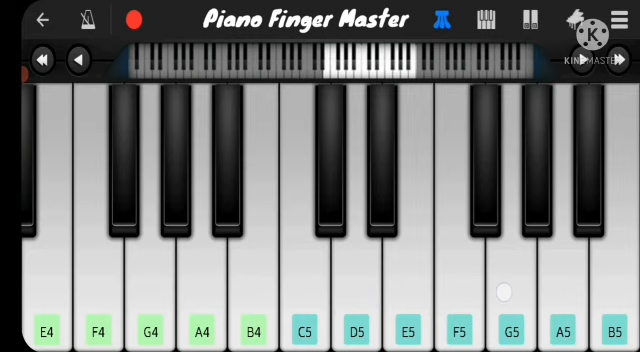 Piano Finger Master
K
KINEMASTER
E4 F4 G4 A4 B4 C5 D5 E5 F5 G5 A5 B5